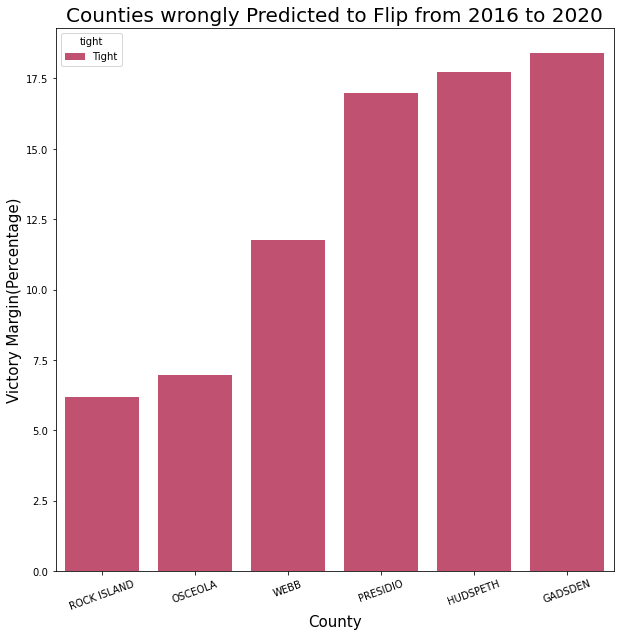 Counties wrongly Predicted to Flip from 2016 to 2020
tight
Tight
Victory Margin(Percentage)
17.5
15.0
12.5
10.0
7.5
5.0
2.5
0.0
ROCK ISLAND
OSCEOLA
WEBB
PRESIDIO
HUDSPETH
GADSDEN
County